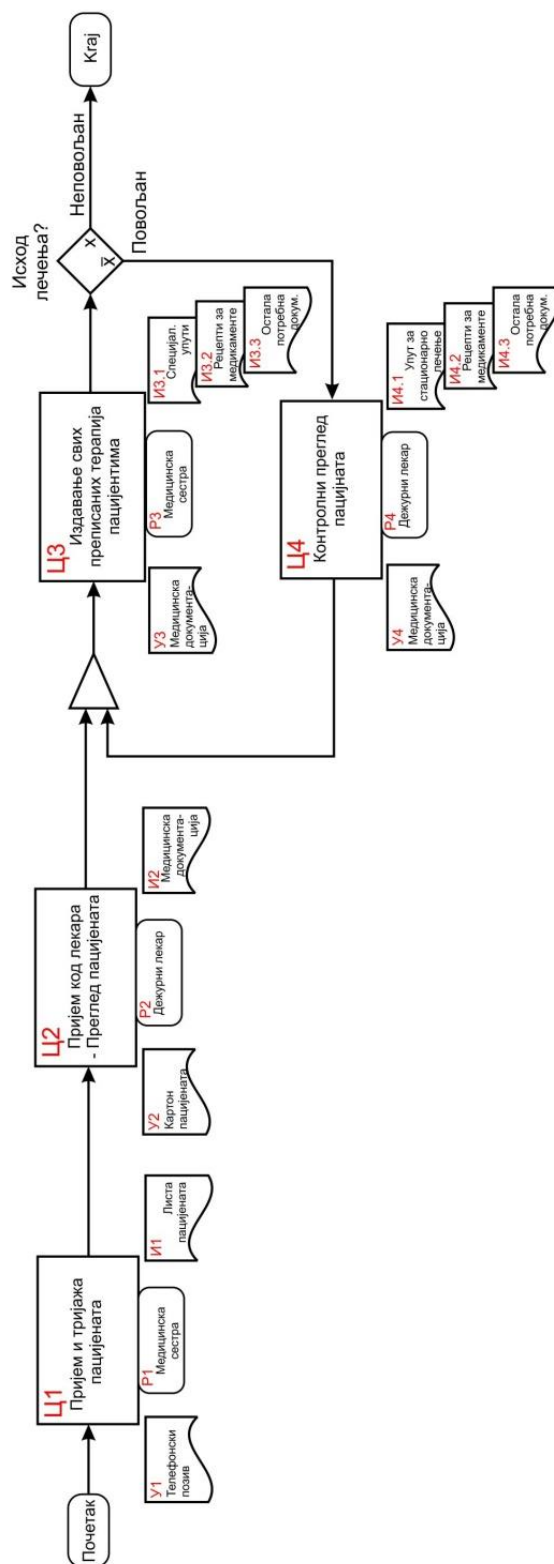 Почетак
Ц1
Пријем и тријажа
пацијената
У1
Телефонски
позив
Р1
Медицинска
сестра
И1
Листа
пацијената
Ц2
Пријем код лекара
- Преглед пацијената
У2
Картон
пацијената
Р2
Дежурни лекар
И2
Медицинска
документа-
ција
Ц3
Издавање свих
преписаних терапија
пацијентима
У3
Медицинска
документа-
ција
Р3
Медицинска
сестра
И3.1
Специјал.
упути
И3.2
Рецепти за
медикаменте
И3.3
Остала
потребна
докум.
Исход
лечења?
x
x̅
Неповољан
Повољан
Kraj
Ц4
Контролни преглед
пацијната
У4
Медицинска
документа-
ција
Р4
Дежурни лекар
И4.1
Упут за
стационарно
лечење
И4.2
Рецепти за
медикаменте
И4.3
Остала
потребна
докум.